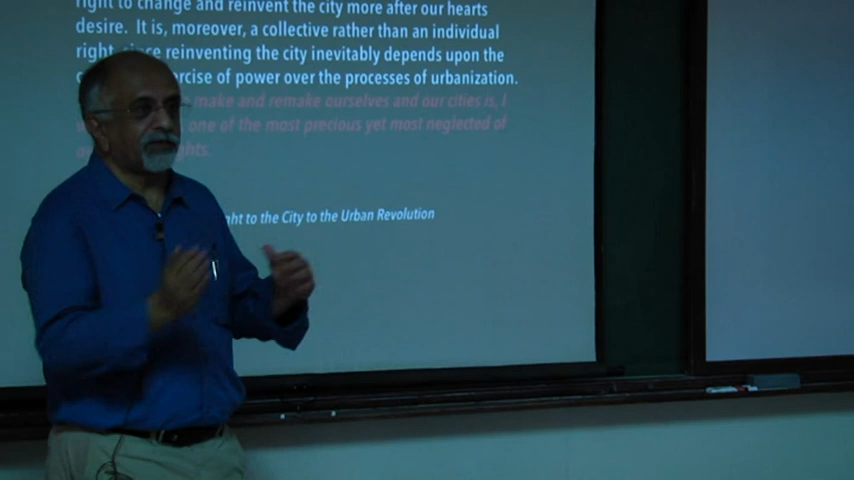 right to change and reinvent the city more after our hearts
desire. It is, moreover, a collective rather than an individual
right, since reinventing the city inevitably depends upon the
of power over the processes of urbanization.
make and remake ourselves and our cities is, I
one of the most precious yet most neglected of
to the City to the Urban Revolution